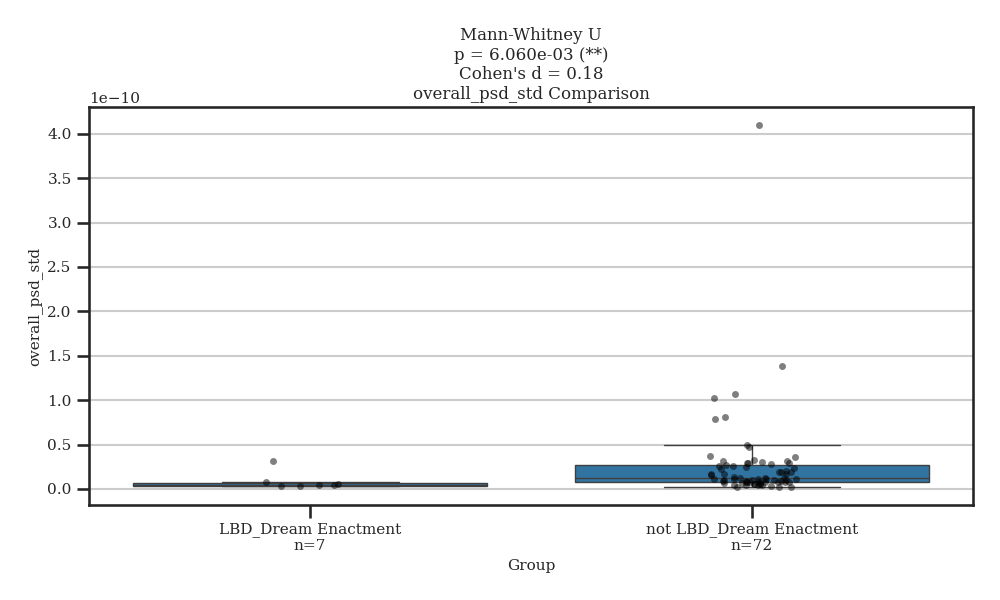 Mann-Whitney U
p = 6.060e-03 (**)
Cohen's d = 0.18
overall_psd_std Comparison
1e−10
4.0
3.5
3.0
2.5
2.0
1.5
1.0
0.5
0.0
overall_psd_std
LBD_Dream Enactment
n=7
not LBD_Dream Enactment
n=72
Group